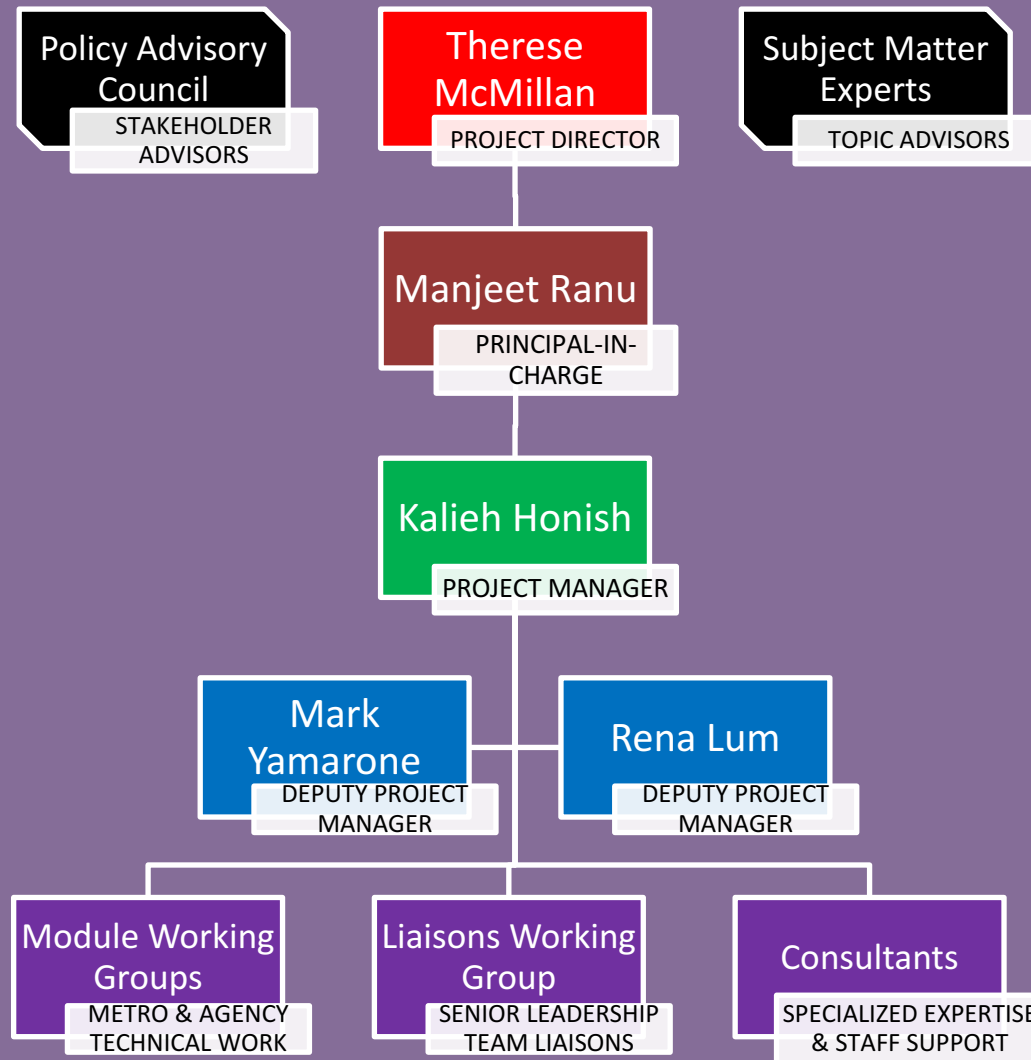 Policy Advisory
Council
STAKEHOLDER
ADVISORS
Therese
McMillan
PROJECT DIRECTOR
Subject Matter
Experts
TOPIC ADVISORS
Manjeet Ranu
PRINCIPAL-IN-
CHARGE
Kalieh Honish
PROJECT MANAGER
Mark
Yamarone
DEPUTY PROJECT
MANAGER
Rena Lum
DEPUTY PROJECT
MANAGER
Module Working
Groups
METRO & AGENCY
TECHNICAL WORK
Liaisons Working
Group
SENIOR LEADERSHIP
TEAM LIAISONS
Consultants
SPECIALIZED EXPERTISE
& STAFF SUPPORT